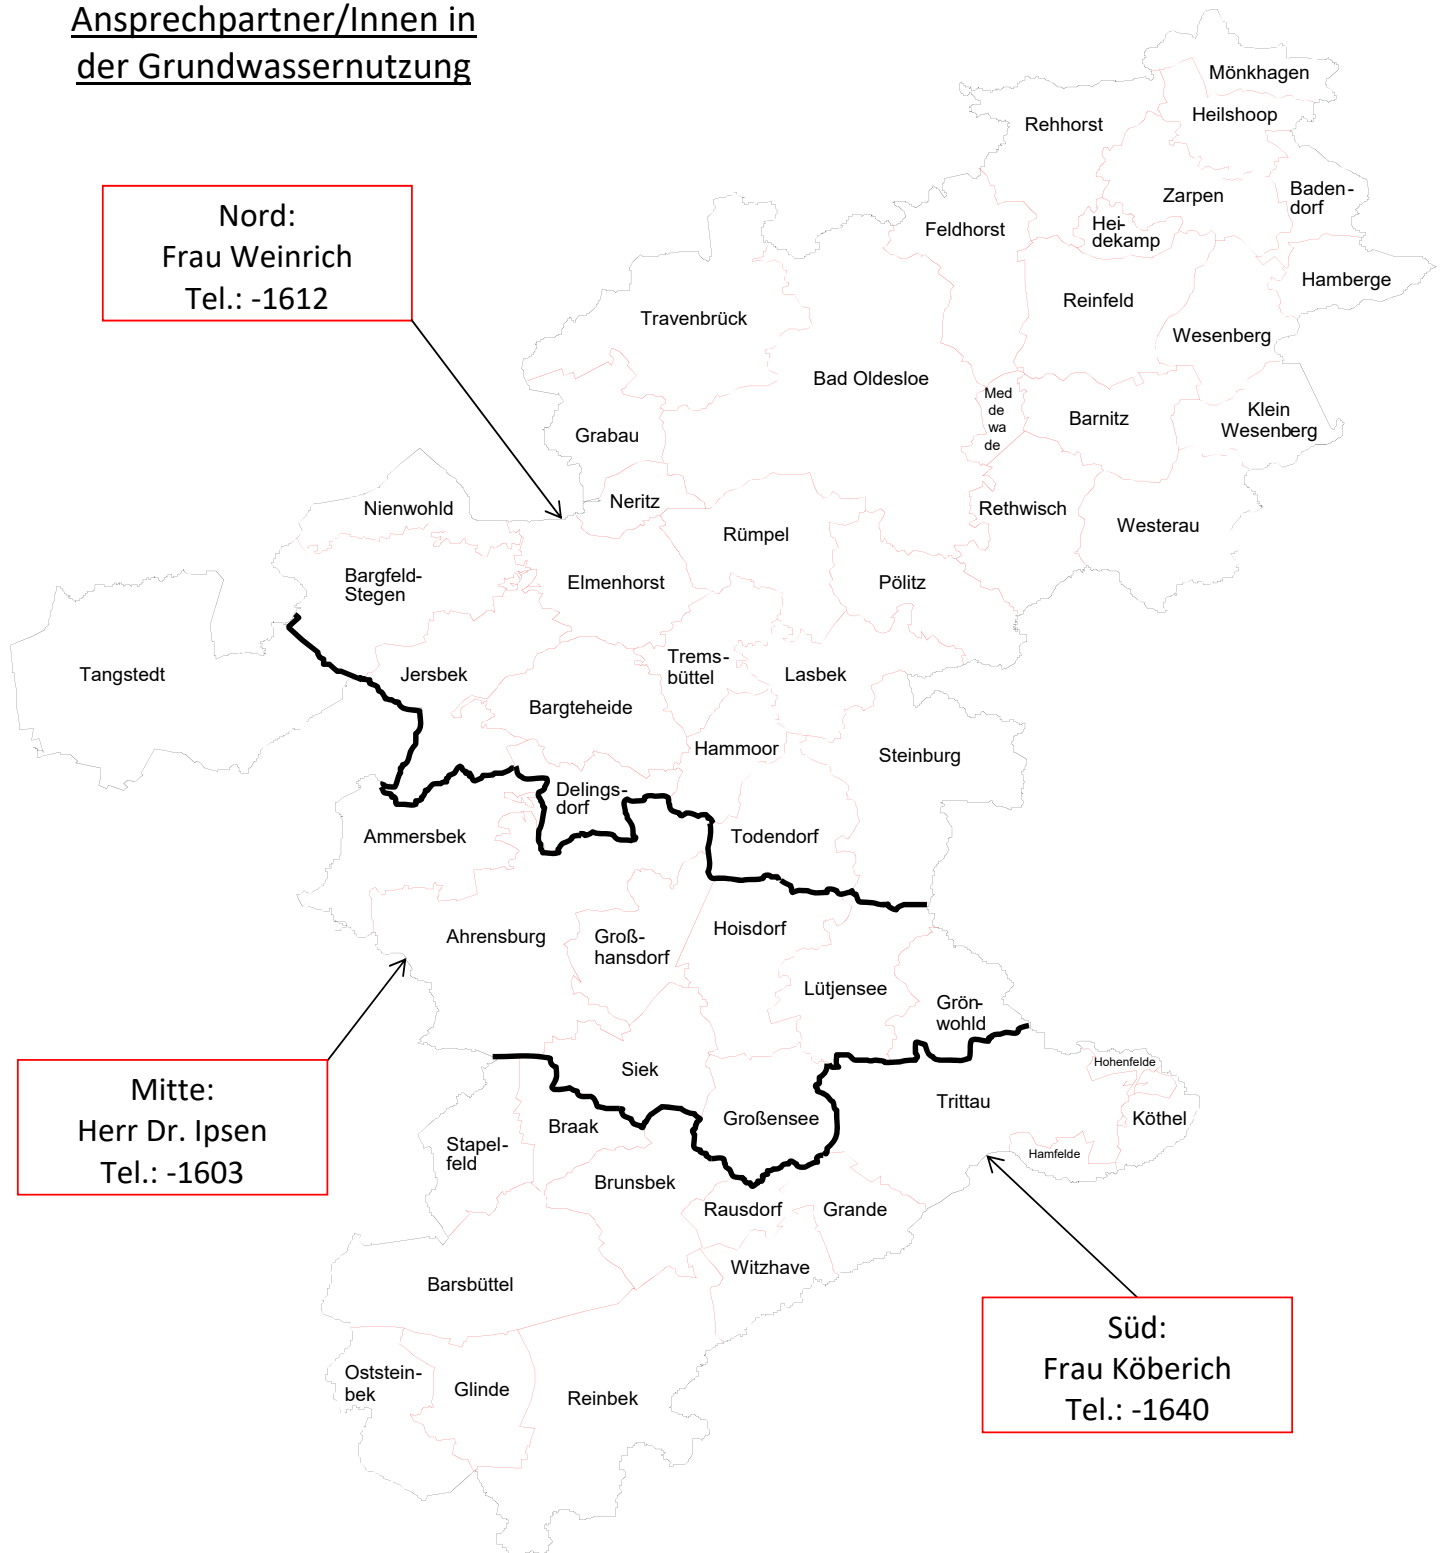 Ansprechpartner/Innen in
der Grundwassernutzung
Mönkhagen
Heilshoop
Rehhorst
Zarpen
Baden-
dorf
Nord:
Frau Weinrich
Tel.: -1612
Feldhorst
Hei-
dekamp
Hamberge
Reinfeld
Travenbrück
Wesenberg
Bad Oldesloe
Med
de
wa
de
Barnitz
Klein
Wesenberg
Grabau
Neritz
Nienwohld
Rethwisch
Westerau
Rümpel
Bargfeld-
Stegen
Elmenhorst
Pölitz
Tangstedt
Jersbek
Trems-
büttel
Lasbek
Bargteheide
Hammoor
Steinburg
Delings-
dorf
Ammersbek
Todendorf
Ahrensburg
Groß-
hansdorf
Hoisdorf
Lütjensee
Grön-
wohld
Mitte:
Herr Dr. Ipsen
Tel.: -1603
Siek
Hohenfelde
Trittau
Köthel
Großensee
Braak
Stapel-
feld
Hamfelde
Brunsbek
Rausdorf
Grande
Witzhave
Barsbüttel
Süd:
Frau Köberich
Tel.: -1640
Oststein-
bek
Glinde
Reinbek